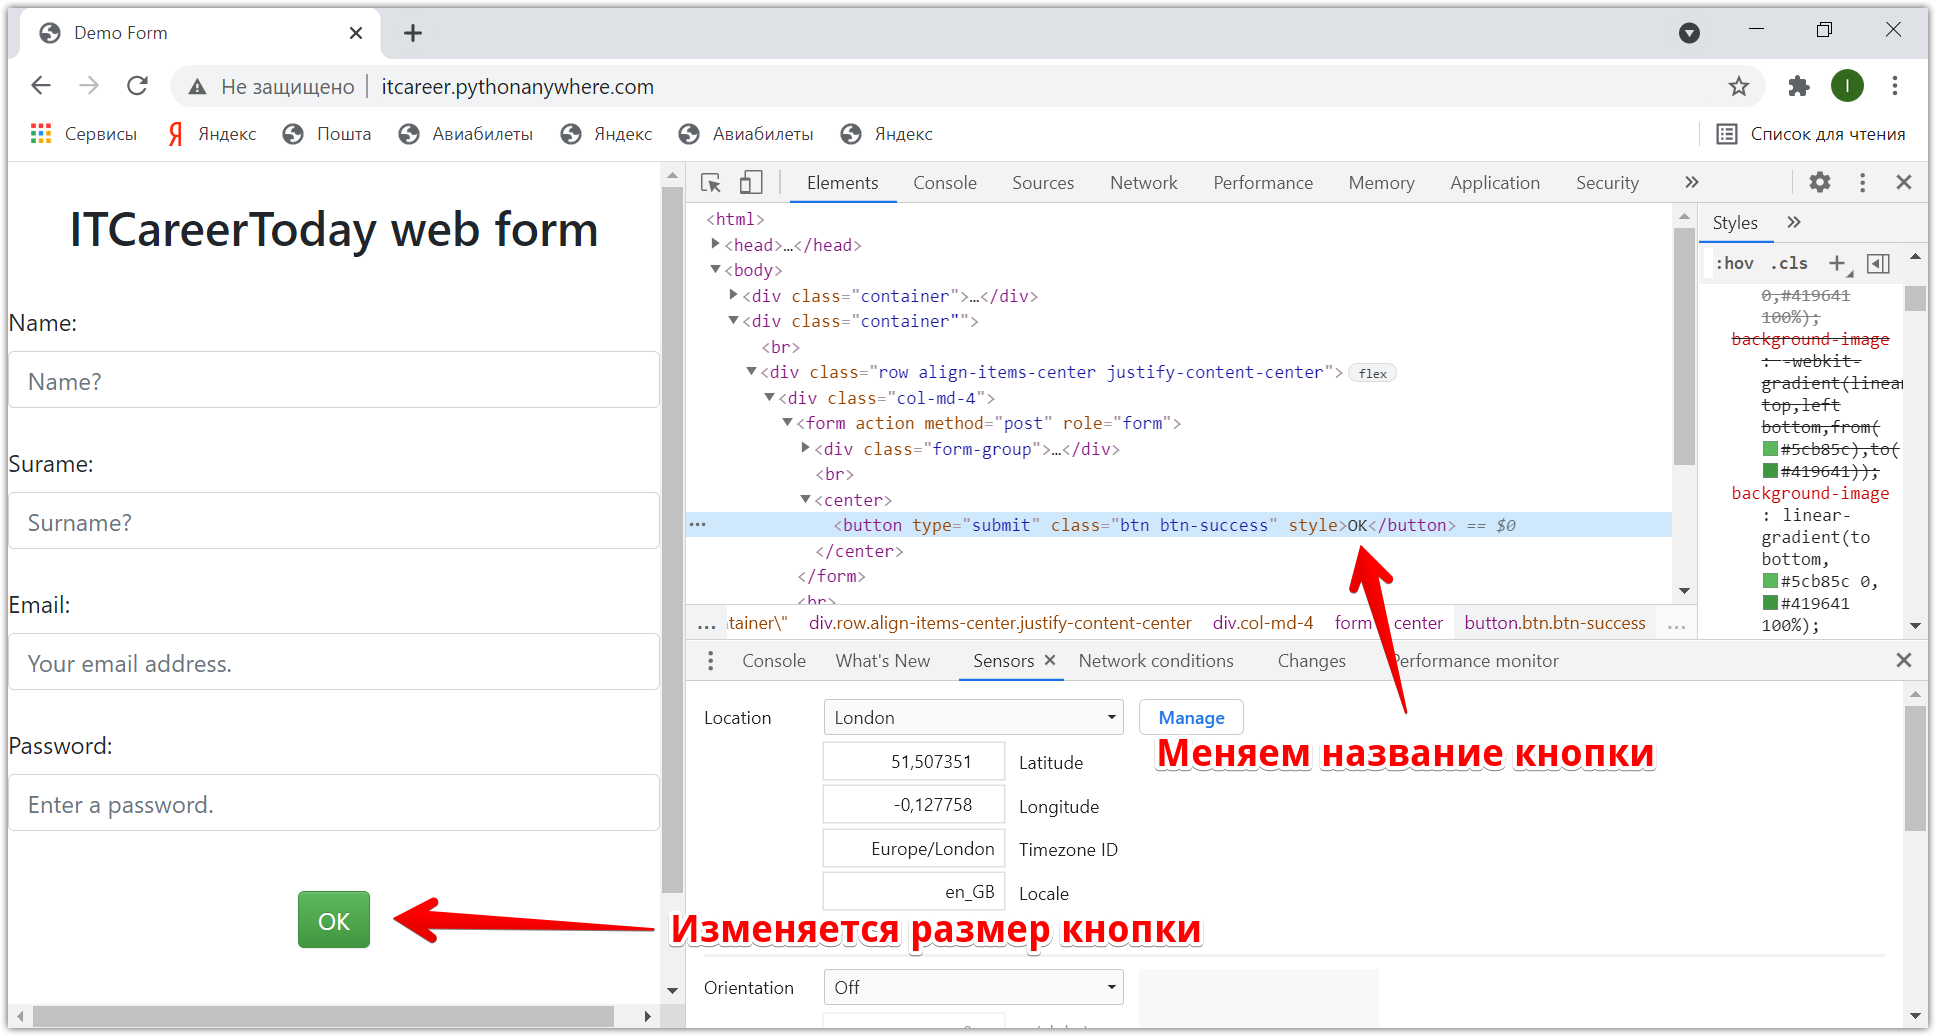 Demo Form
Не защищено | itcareer.pythonanywhere.com
I
Сервисы Яндекс Пошта Авиабилеты Яндекс Авиабилеты Яндекс Список для чтения
ITCareerToday web form
Name:
Name?
Surame:
Surname?
Email:
Your email address.
Password:
Enter a password.
OK
Elements Console Sources Network Performance Memory Application Security »
<html>
<head>…</head>
<body>
<div class="container">…</div>
<div class="container"">
<br>
<div class="row align-items-center justify-content-center"> flex
<div class="col-md-4">
<form action method="post" role="form">
<div class="form-group">…</div>
<br>
<center>
<button type="submit" class="btn btn-success" style>OK</button> == $0
</center>
</form>
<br>
... tainer\" div.row.align-items-center.justify-content-center div.col-md-4 form center button.btn.btn-success ...
Styles »
:hov .cls +
0,#419641
100%);
background-image
: -webkit-
gradient(linear
top,left
bottom,from(
#5cb85c),to(
#419641));
background-image
: linear-
gradient(to
bottom,
#5cb85c 0,
#419641
100%);
Console What's New Sensors Network conditions Changes Performance monitor
Location London Manage
51,507351 Latitude
-0,127758 Longitude
Europe/London Timezone ID
en_GB Locale
Меняем название кнопки
Изменяется размер кнопки
Orientation Off